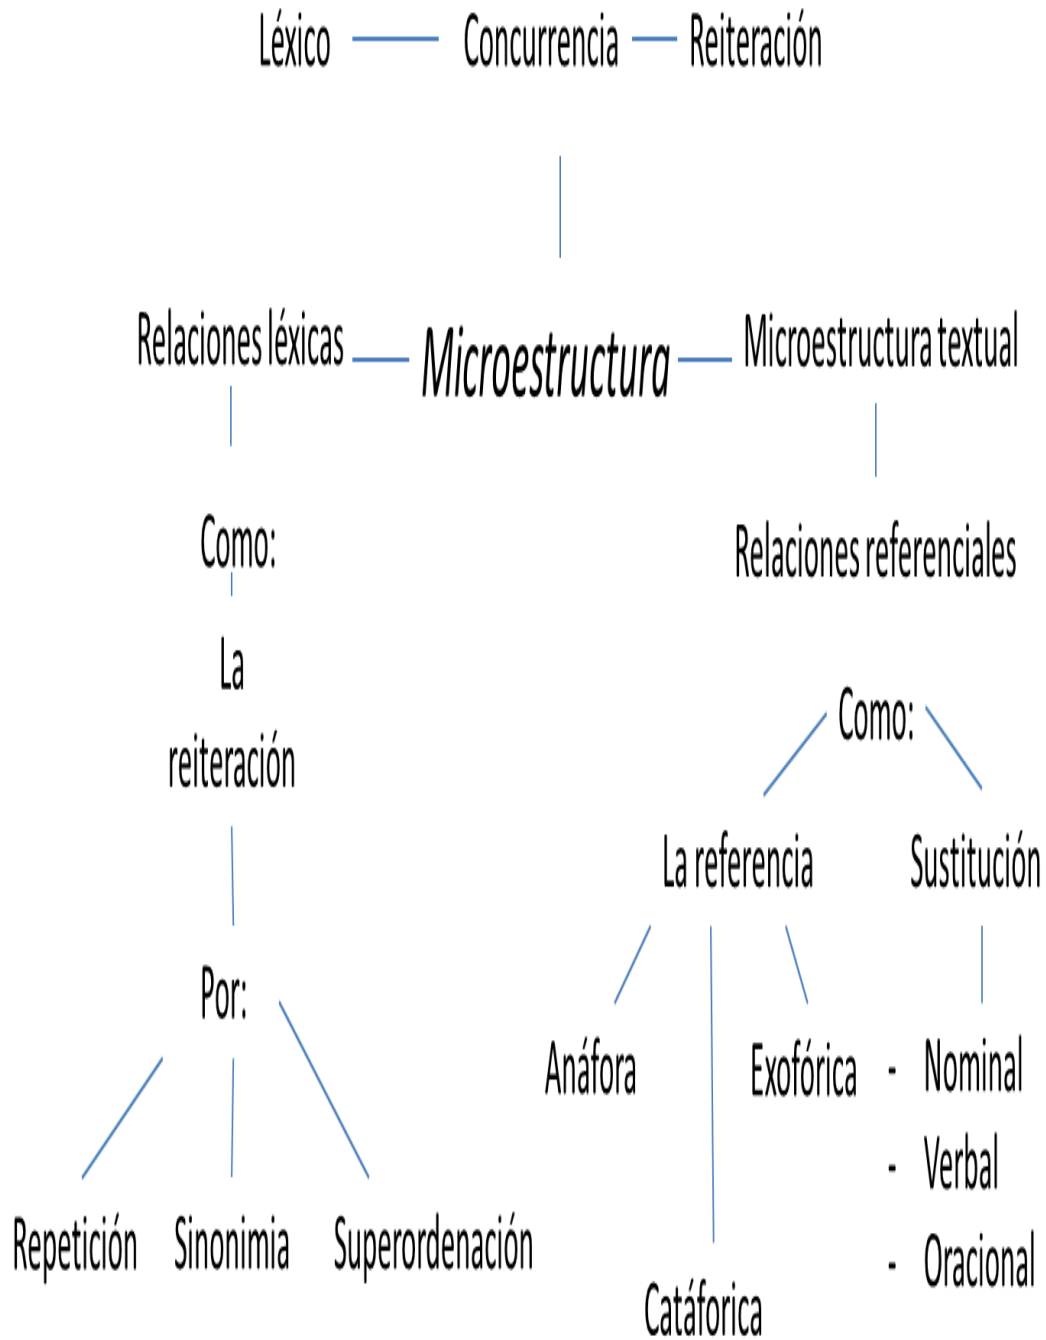 Léxico Concurrencia Reiteración
Relaciones léxicas Microestructura Microestructura textual
Como:
La
reiteración
Por:
Repetición Sinonimia Superordenación
Relaciones referenciales
Como:
La referencia Sustitución
Anáfora Exofórica
Catáforica
- Nominal
- Verbal
- Oracional